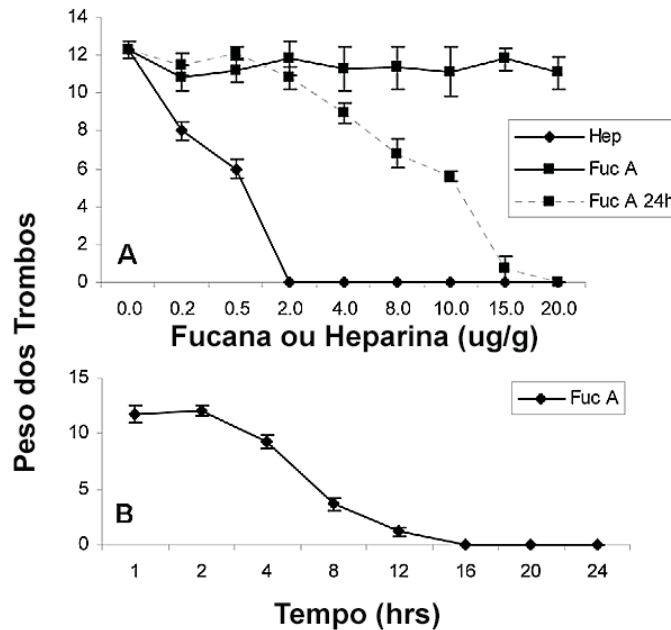 Peso dos Trombos
14
12
10
8
6
4
2
0
A
Hep
Fuc A
Fuc A 24h
0.0 0.2 0.5 2.0 4.0 8.0 10.0 15.0 20.0
Fucana ou Heparina (ug/g)
15
10
5
0
B
Fuc A
1 2 4 8 12 16 20 24
Tempo (hrs)